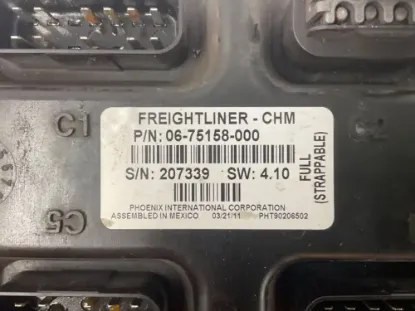 C1
FREIGHTLINER - CHM
P/N: 06-75158-000
S/N: 207339 SW: 4.10
FULL
(STRAPPABLE)
C5
PHOENIX INTERNATIONAL CORPORATION
ASSEMBLED IN MEXICO 03/21/11 PHT90206502